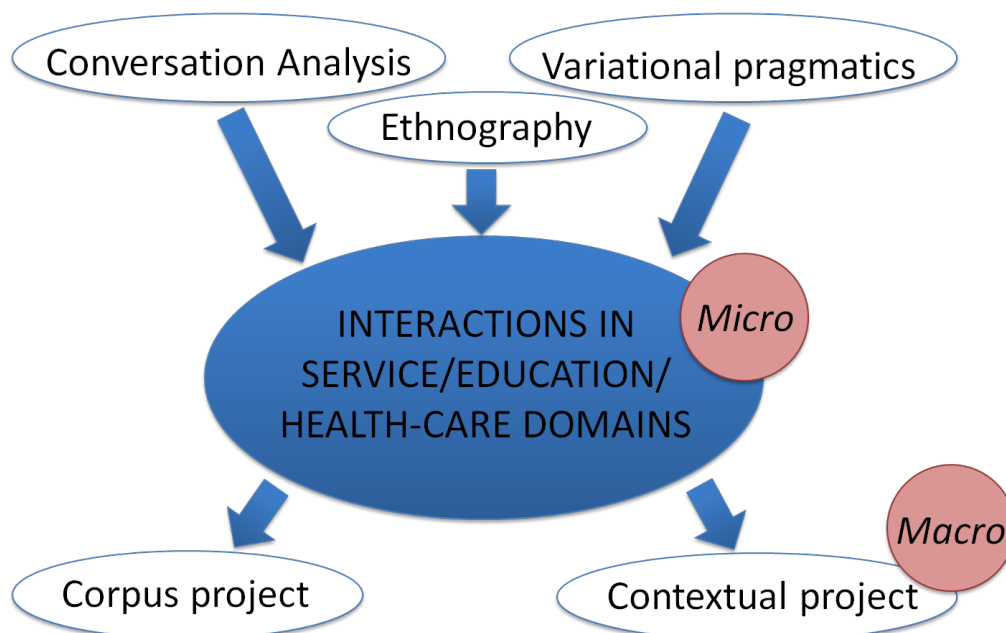 Conversation Analysis
Variational pragmatics
Ethnography
INTERACTIONS IN
SERVICE/EDUCATION/
HEALTH-CARE DOMAINS
Micro
Macro
Corpus project
Contextual project